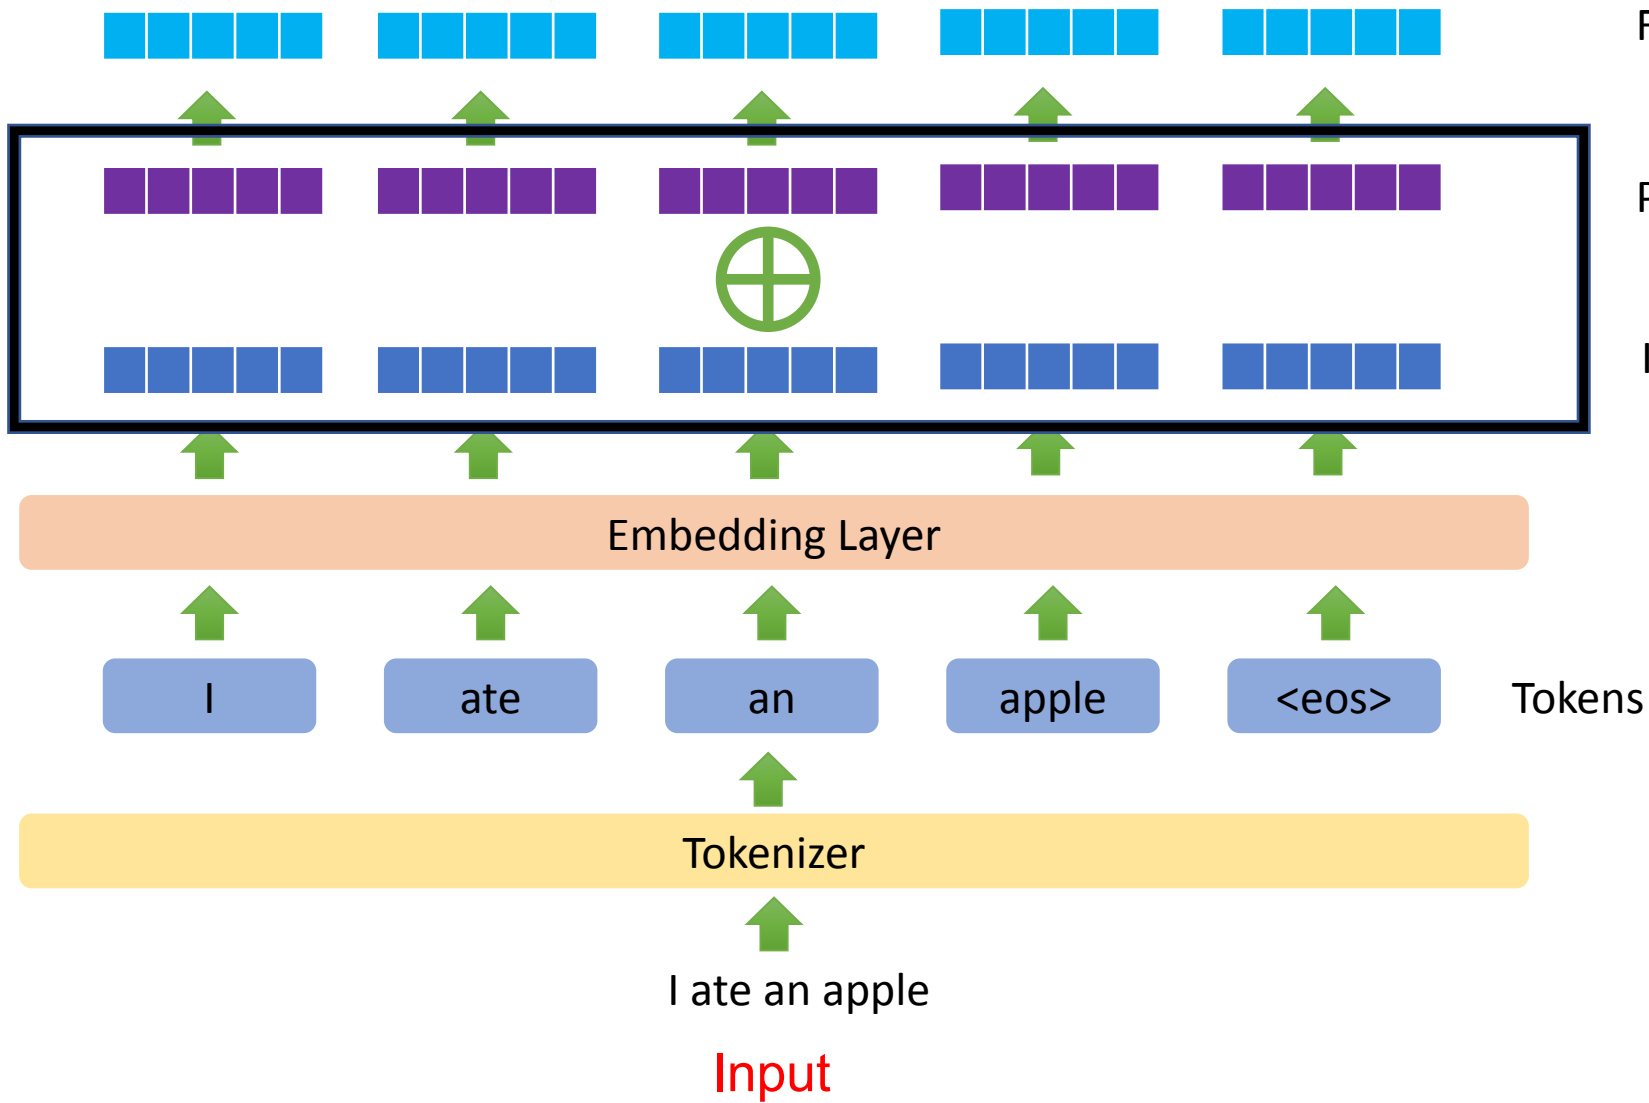 Embedding Layer
I
ate
an
apple
<eos>
Tokens
Tokenizer
I ate an apple
Input